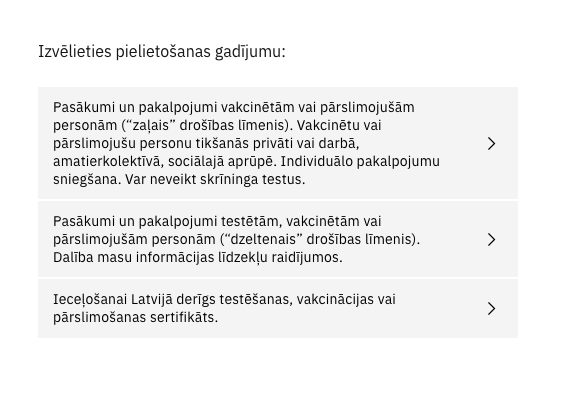 Izvēlieties pielietošanas gadījumu:
Pasākumi un pakalpojumi vakcinētām vai pārslimojušām
personām (“zaļais” drošības līmenis). Vakcinētu vai
pārslimojušu personu tikšanās privāti vai darbā,
amatierkolektīvā, sociālajā aprūpē. Individuālo pakalpojumu
sniegšana. Var neveikt skrīninga testus.
Pasākumi un pakalpojumi testētām, vakcinētām vai
pārslimojušām personām (“dzeltenais” drošības līmenis).
Dalība masu informācijas līdzekļu raidījumos.
Ieceļošanai Latvijā derīgs testēšanas, vakcinācijas vai
pārslimošanas sertifikāts.